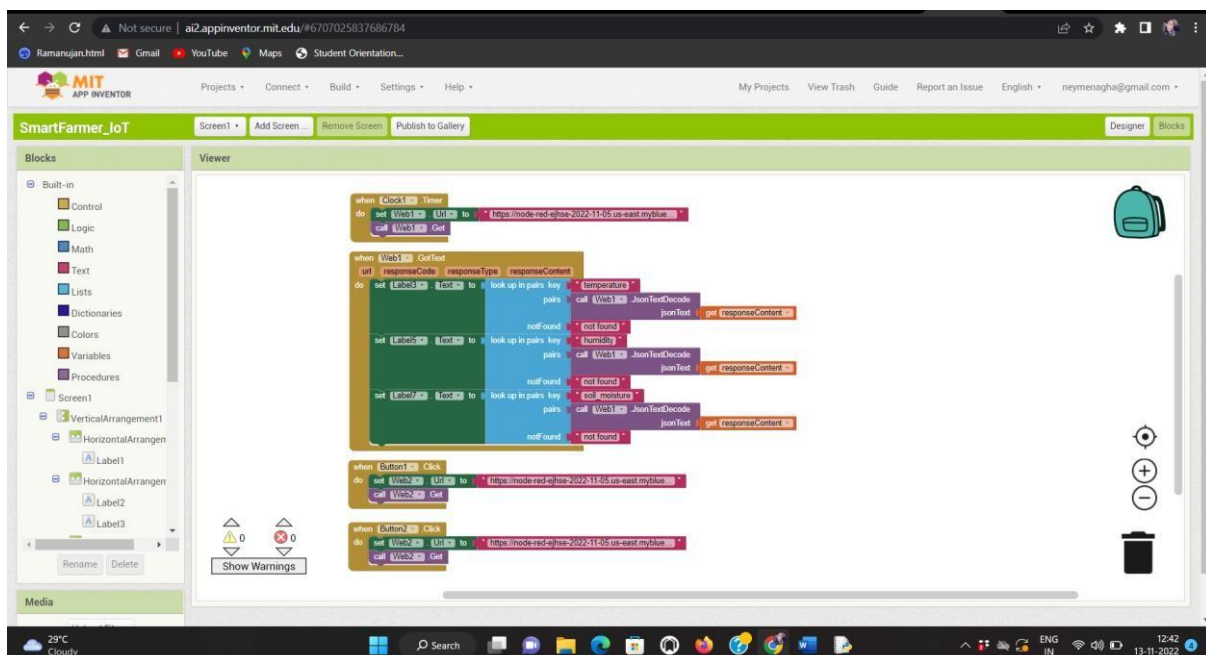 Not secure | ai2.appinventor.mit.edu/#6707025837686784
Ramanujan.html Gmail YouTube Maps Student Orientation...
MIT APP INVENTOR
Projects Connect Build Settings Help My Projects View Trash Guide Report an Issue English neymenagha@gmail.com
SmartFarmer_IoT Screen1 Add Screen ... Remove Screen Publish to Gallery Designer Blocks
Blocks
Viewer
Built-in
Control
Logic
Math
Text
Lists
Dictionaries
Colors
Variables
Procedures
Screen1
VerticalArrangement1
HorizontalArrangen
Label1
HorizontalArrangen
Label2
Label3
Rename Delete
Media
when Clock1 .Timer
do set Web1 . Url to " https://node-red-ejhse-2022-11-05.us-east.myblue... "
call Web1 .Get
when Web1 .GotText
url responseCode responseType responseContent
do set Label3 . Text to look up in pairs key " temperature "
pairs call Web1 .JsonTextDecode
jsonText get responseContent
notFound " not found "
set Label5 . Text to look up in pairs key " humidity "
pairs call Web1 .JsonTextDecode
jsonText get responseContent
notFound " not found "
set Label7 . Text to look up in pairs key " soil_moisture "
pairs call Web1 .JsonTextDecode
jsonText get responseContent
notFound " not found "
when Button1 .Click
do set Web2 . Url to " https://node-red-ejhse-2022-11-05.us-east.myblue... "
call Web2 .Get
when Button2 .Click
do set Web2 . Url to " https://node-red-ejhse-2022-11-05.us-east.myblue... "
call Web2 .Get
0 0
Show Warnings
29°C
Cloudy
Search
ENG
IN
12:42
13-11-2022
4